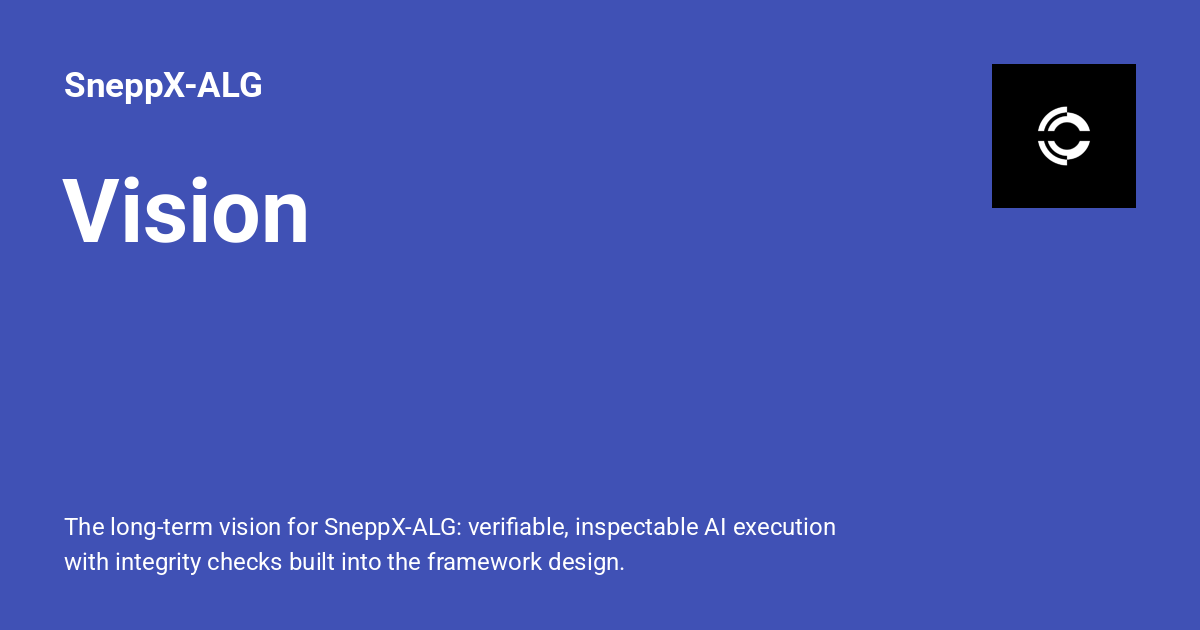 SneppX-ALG
Vision
The long-term vision for SneppX-ALG: verifiable, inspectable AI execution
with integrity checks built into the framework design.